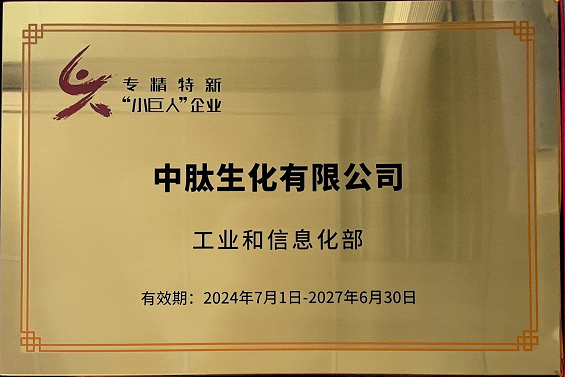 专精特新
“小巨人”企业
中肽生化有限公司
工业和信息化部
有效期：2024年7月1日-2027年6月30日